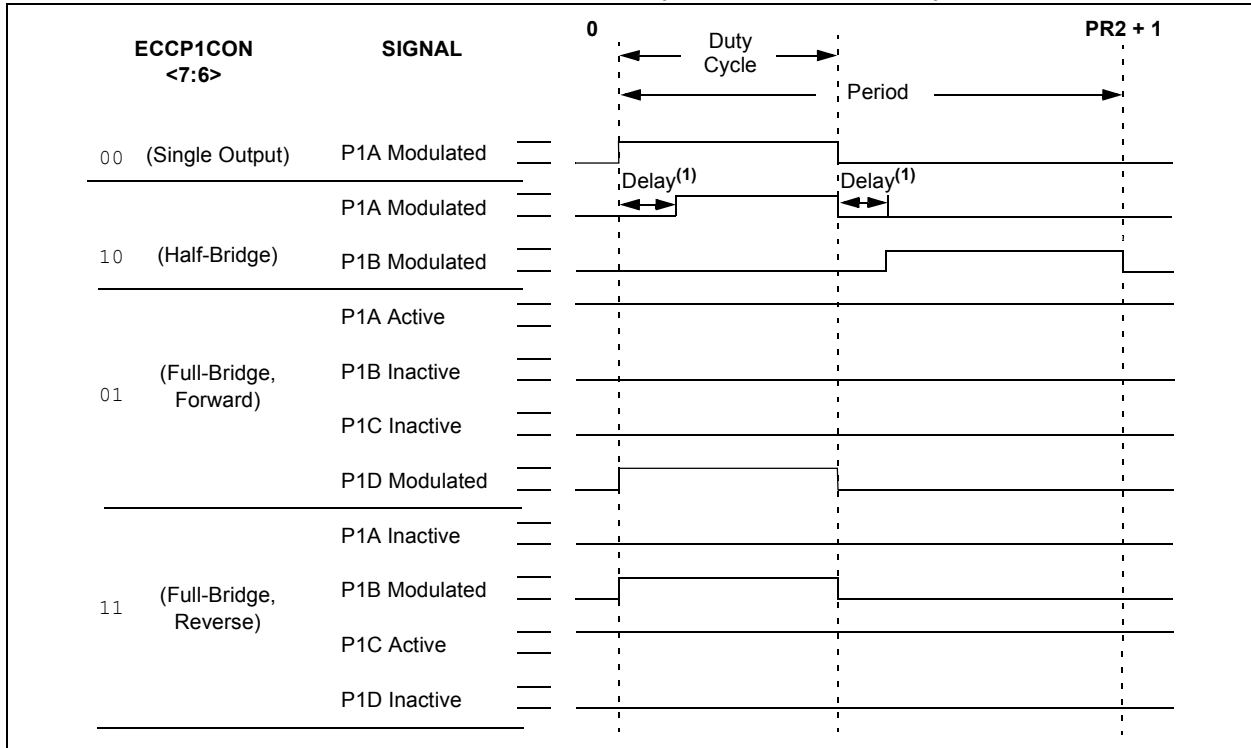 ECCP1CON
<7:6>
SIGNAL
0
PR2 + 1
Duty
Cycle
Period
00 (Single Output) P1A Modulated
Delay(1)
Delay(1)
P1A Modulated
10 (Half-Bridge) P1B Modulated
P1A Active
01 (Full-Bridge,
Forward)
P1B Inactive
P1C Inactive
P1D Modulated
P1A Inactive
11 (Full-Bridge,
Reverse)
P1B Modulated
P1C Active
P1D Inactive